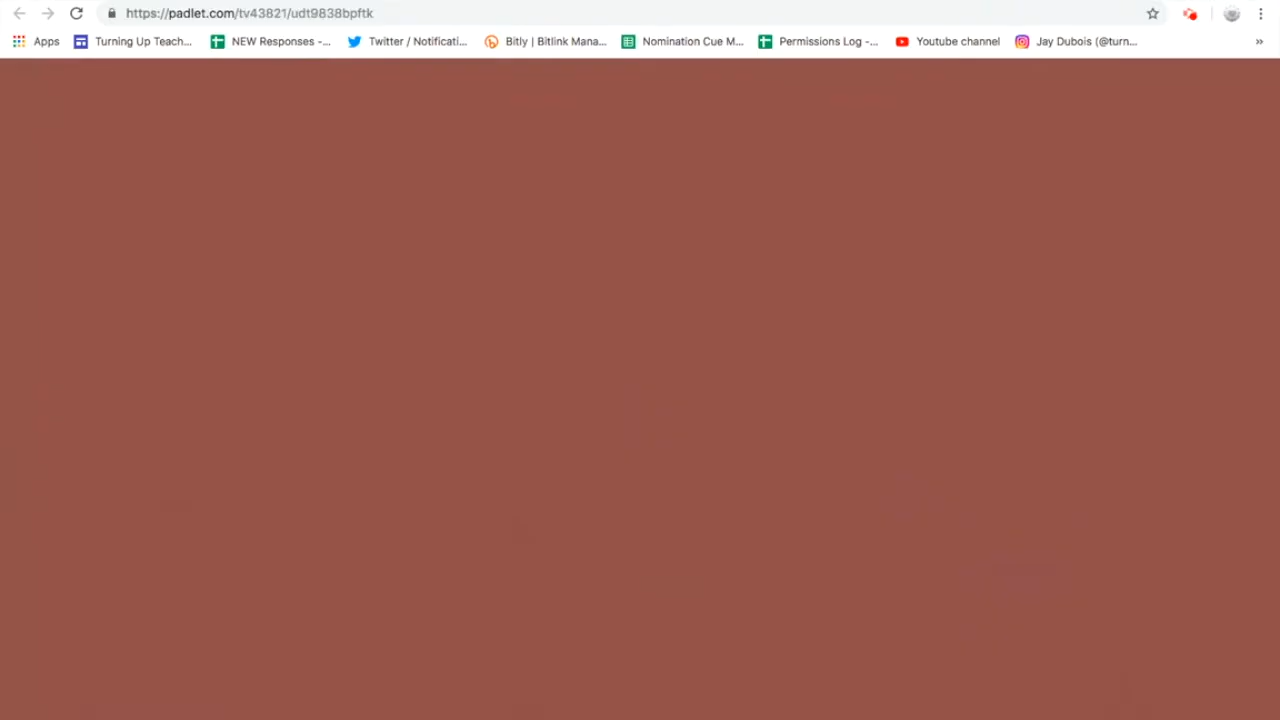 https://padlet.com/tv43821/udt9838bpftk
Apps Turning Up Teach... NEW Responses -... Twitter / Notificati... Bitly | Bitlink Mana... Nomination Cue M... Permissions Log -... Youtube channel Jay Dubois (@turn... »